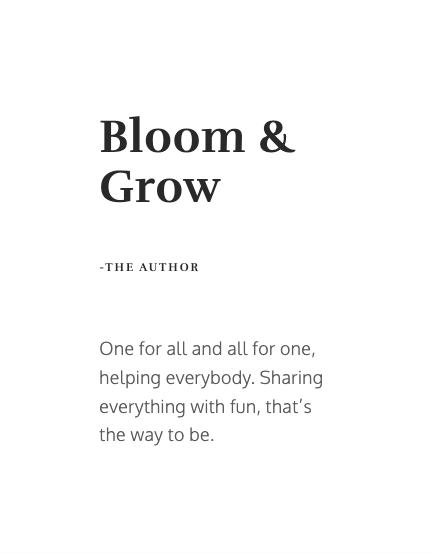 Bloom &
Grow
-THE AUTHOR
One for all and all for one,
helping everybody. Sharing
everything with fun, that’s
the way to be.